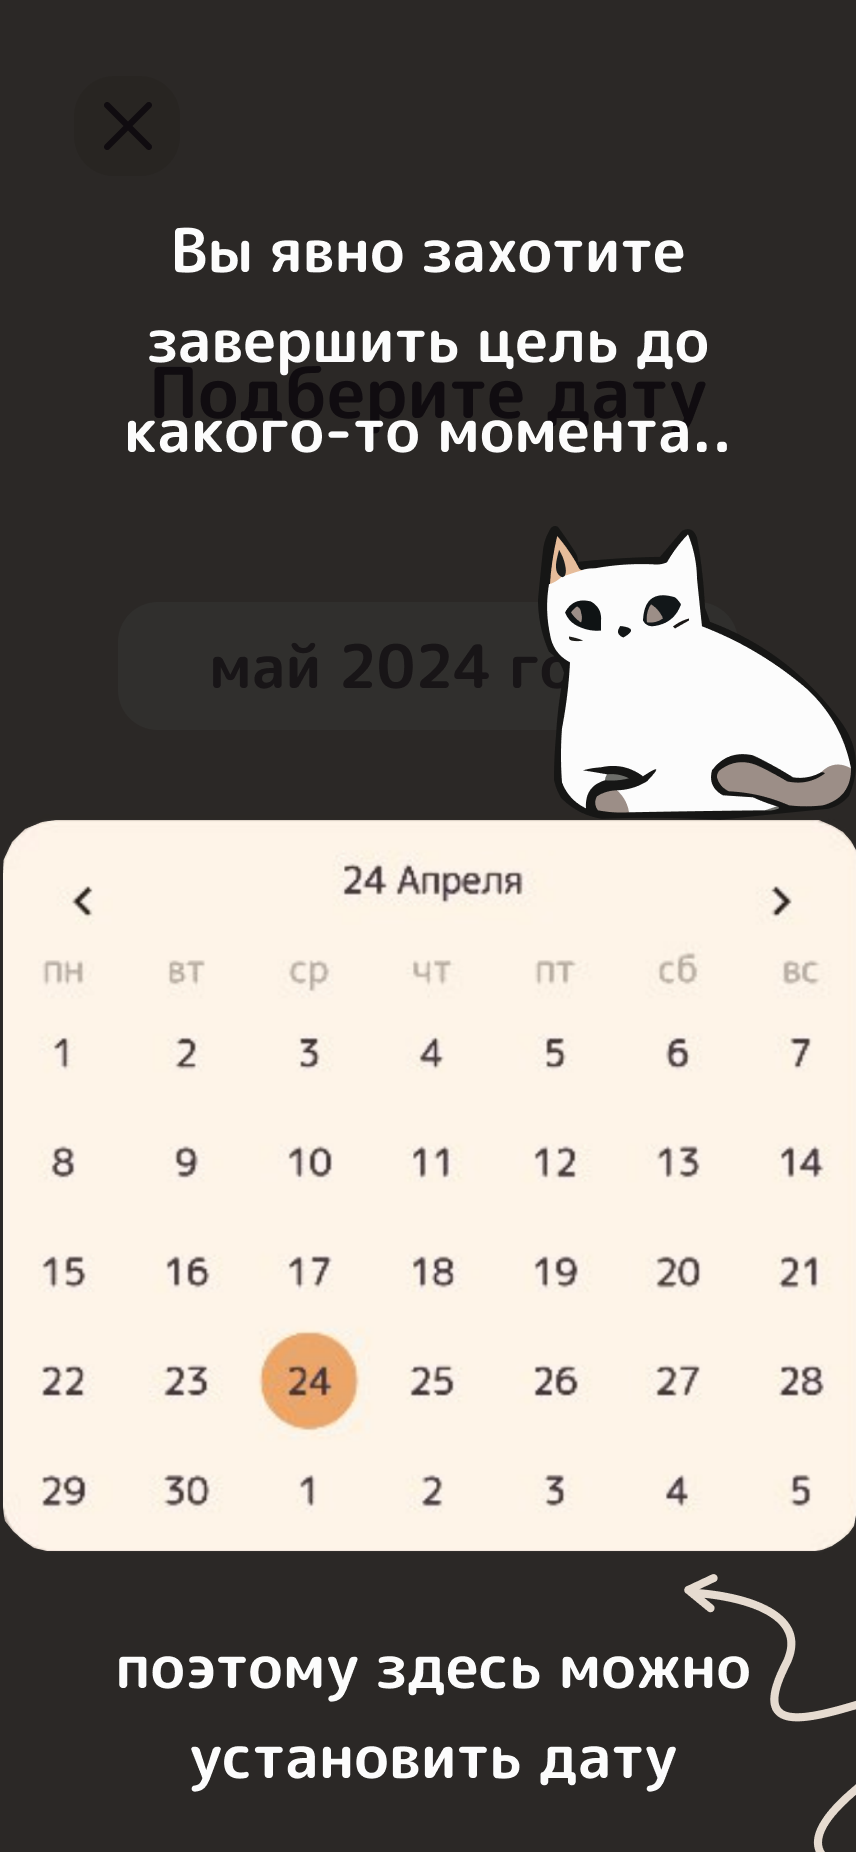 Вы явно захотите
завершить цель до
Подберите дату
какого-то момента..
май 2024
24 Апреля
пн вт ср чт пт сб вс
1 2 3 4 5 6 7
8 9 10 11 12 13 14
15 16 17 18 19 20 21
22 23 24 25 26 27 28
29 30 1 2 3 4 5
поэтому здесь можно
установить дату